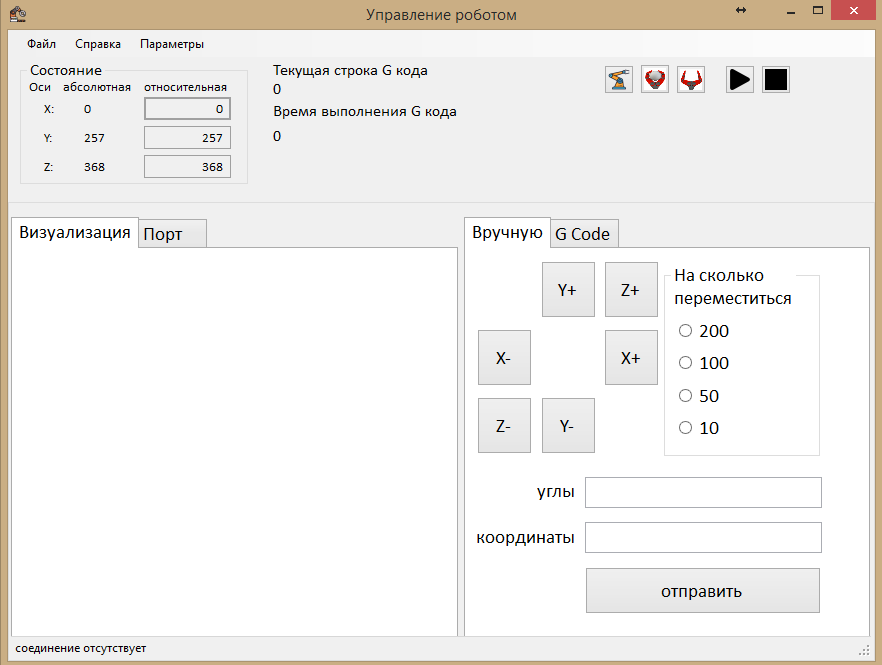 Управление роботом
Файл Справка Параметры
Состояние
Оси абсолютная относительная
X: 0 0
Y: 257 257
Z: 368 368
Текущая строка G кода
0
Время выполнения G кода
0
Визуализация Порт
Вручную G Code
Y+ Z+
X- X+
Z- Y-
На сколько
переместиться
200
100
50
10
углы
координаты
отправить
соединение отсутствует